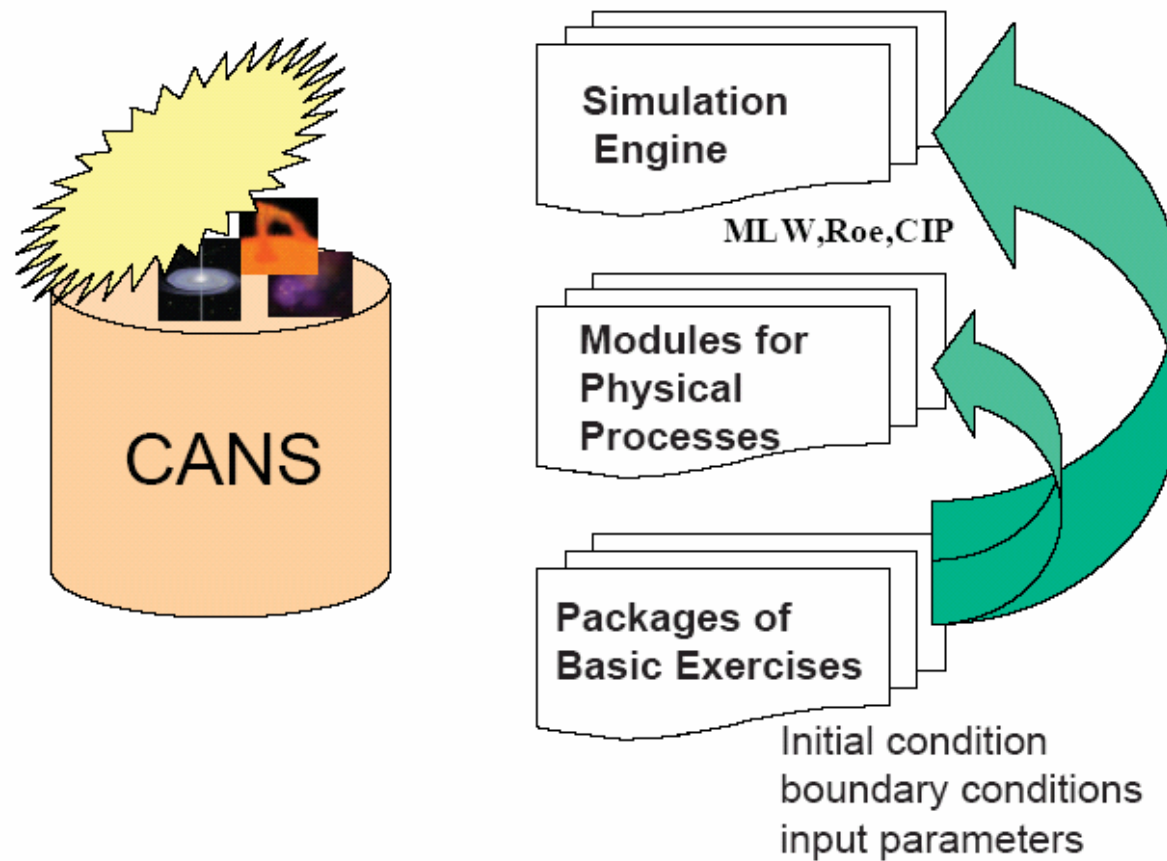 CANS
Simulation
Engine
MLW,Roe,CIP
Modules for
Physical
Processes
Packages of
Basic Exercises
Initial condition
boundary conditions
input parameters